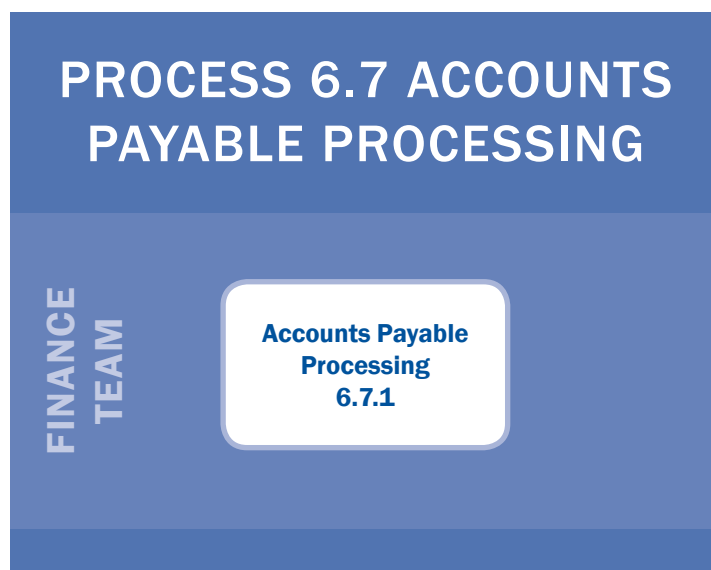 PROCESS 6.7 ACCOUNTS
PAYABLE PROCESSING
FINANCE
TEAM
Accounts Payable
Processing
6.7.1